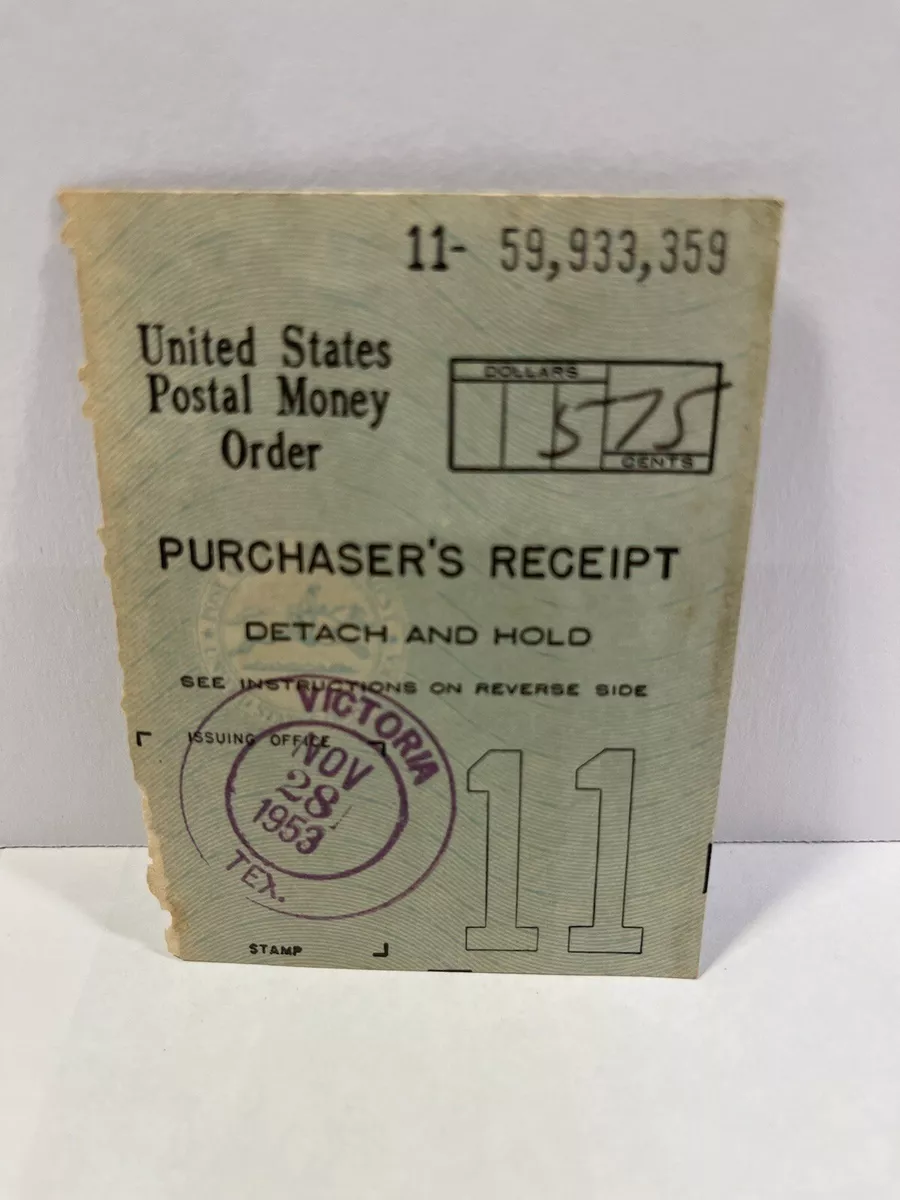 11- 59,933,359
United States
Postal Money
Order
DOLLARS
5 75
CENTS
PURCHASER'S RECEIPT
DETACH AND HOLD
SEE INSTRUCTIONS ON REVERSE SIDE
ISSUING OFFICE
VICTORIA
NOV
28
1953
TEX.
11
STAMP